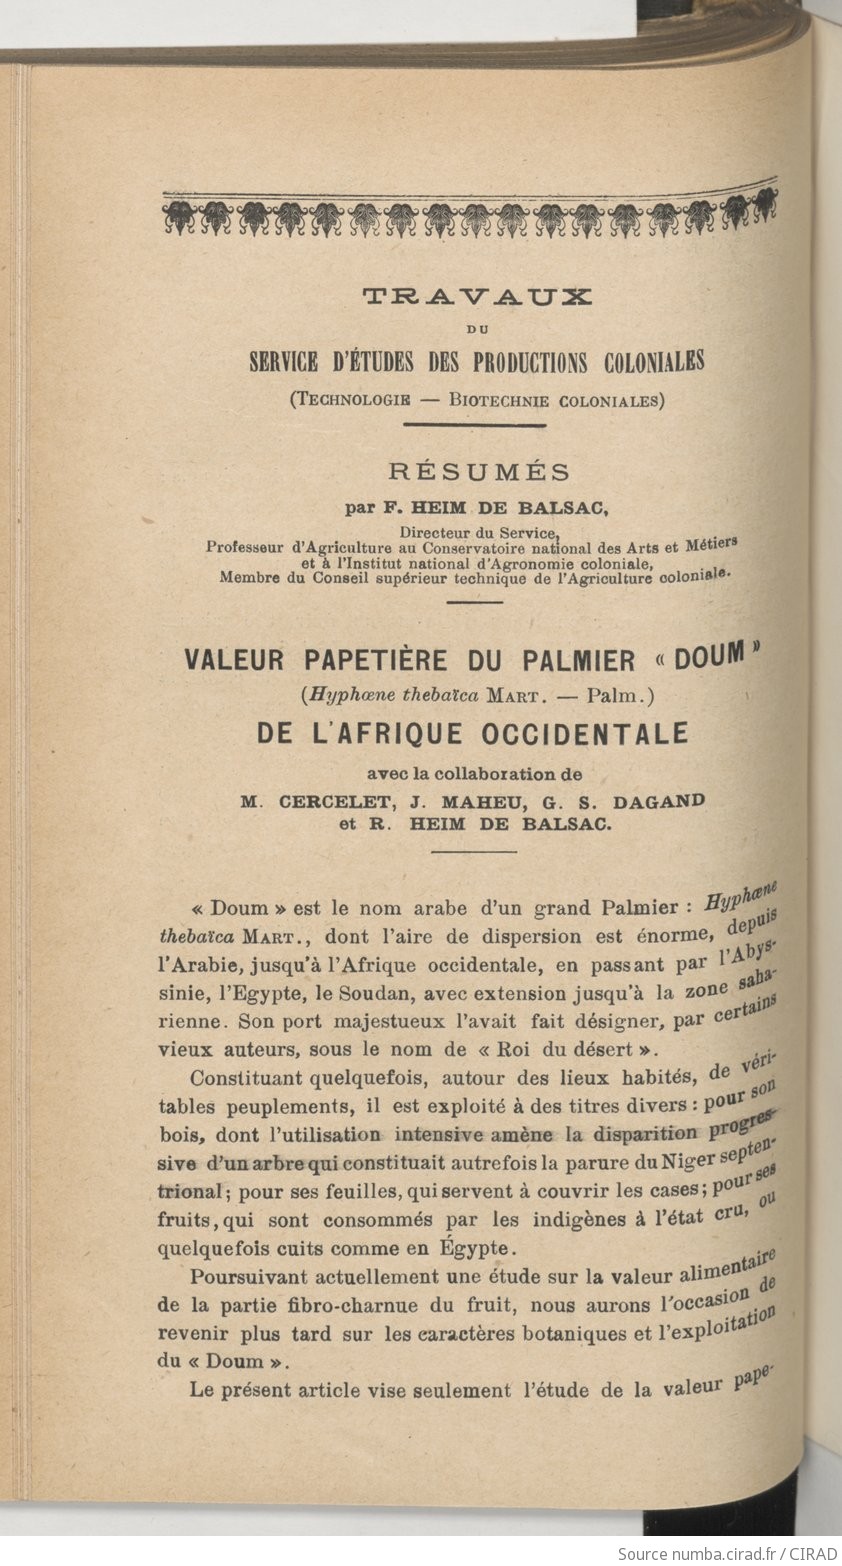 TRAVAUX
DU
SERVICE D'ÉTUDES DES PRODUCTIONS COLONIALES
(TECHNOLOGIE — BIOTECHNIE COLONIALES)
RÉSUMÉS
par F. HEIM DE BALSAC,
Directeur du Service,
Professeur d'Agriculture au Conservatoire national des Arts et Métiers
et à l'Institut national d'Agronomie coloniale,
Membre du Conseil supérieur technique de l'Agriculture coloniale.
VALEUR PAPETIÈRE DU PALMIER « DOUM »
(Hyphœne thebaïca MART. — Palm.)
DE L'AFRIQUE OCCIDENTALE
avec la collaboration de
M. CERCELET, J. MAHEU, G. S. DAGAND
et R. HEIM DE BALSAC.
« Doum » est le nom arabe d'un grand Palmier : Hyphœne
thebaïca MART., dont l'aire de dispersion est énorme, depuis
l'Arabie, jusqu'à l'Afrique occidentale, en passant par l'Abys-
sinie, l'Egypte, le Soudan, avec extension jusqu'à la zone saha-
rienne. Son port majestueux l'avait fait désigner, par certains
vieux auteurs, sous le nom de « Roi du désert ».
Constituant quelquefois, autour des lieux habités, de véri-
tables peuplements, il est exploité à des titres divers : pour son
bois, dont l'utilisation intensive amène la disparition progres-
sive d'un arbre qui constituait autrefois la parure du Niger septen-
trional ; pour ses feuilles, qui servent à couvrir les cases ; pour ses
fruits, qui sont consommés par les indigènes à l'état cru, ou
quelquefois cuits comme en Égypte.
Poursuivant actuellement une étude sur la valeur alimentaire
de la partie fibro-charnue du fruit, nous aurons l'occasion de
revenir plus tard sur les caractères botaniques et l'exploitation
du « Doum ».
Le présent article vise seulement l'étude de la valeur pape-
Source numba.cirad.fr / CIRAD